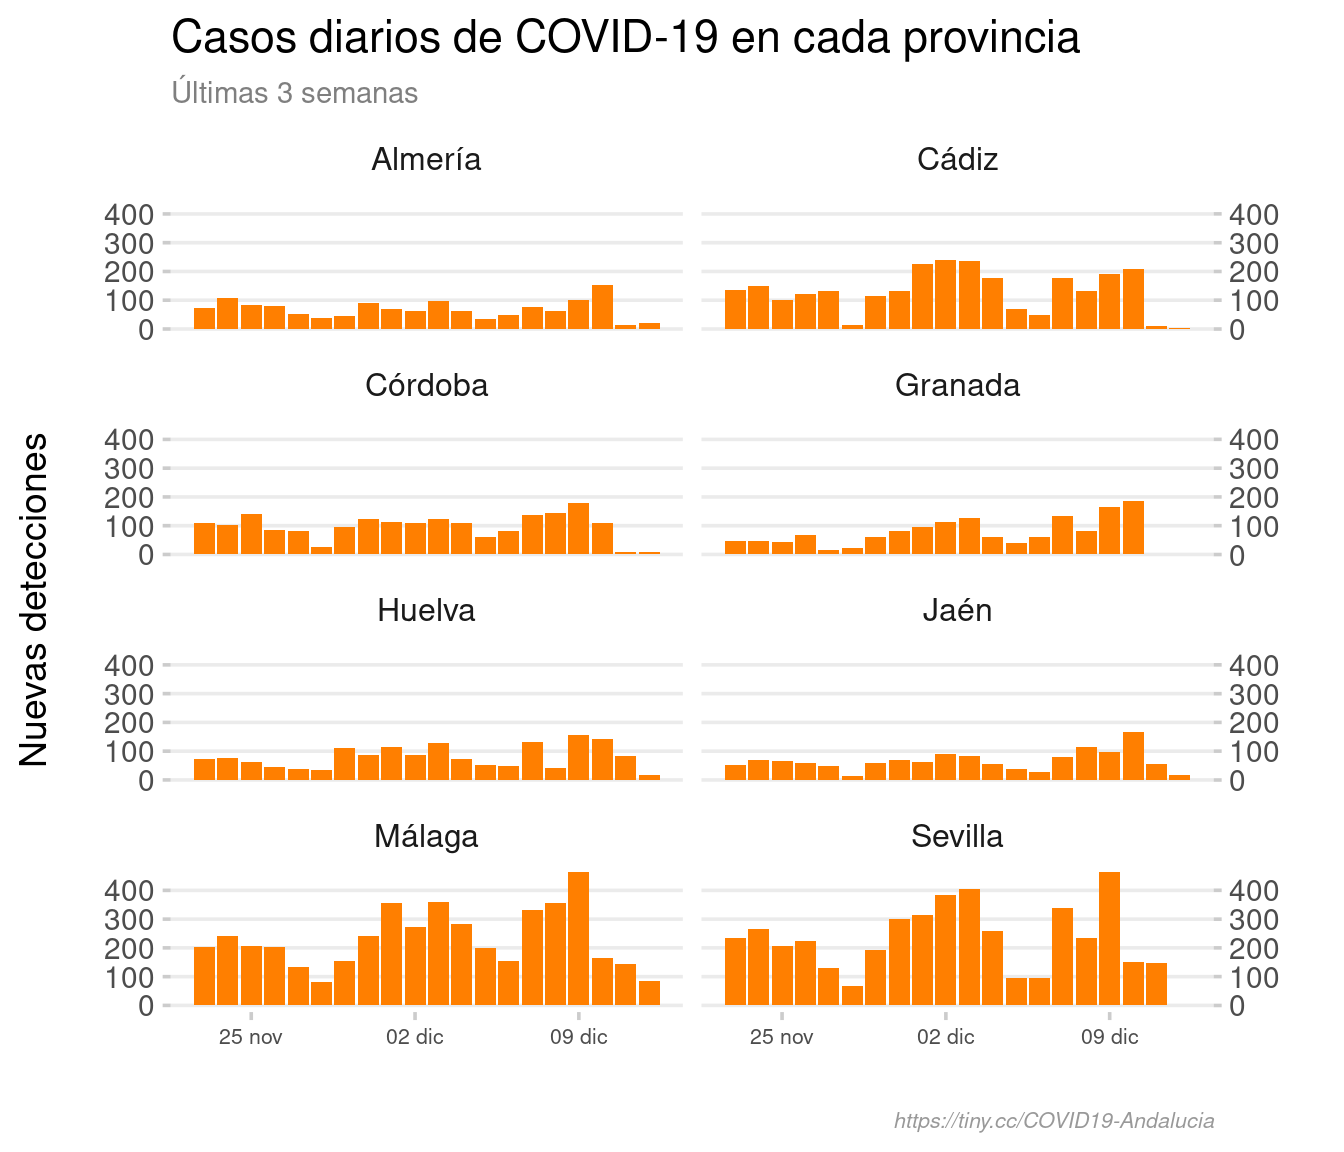 Casos diarios de COVID-19 en cada provincia
Últimas 3 semanas
Nuevas detecciones
Almería
Cádiz
400
300
200
100
0
400
300
200
100
0
Córdoba
Granada
400
300
200
100
0
400
300
200
100
0
Huelva
Jaén
400
300
200
100
0
400
300
200
100
0
Málaga
Sevilla
400
300
200
100
0
400
300
200
100
0
25 nov
02 dic
09 dic
25 nov
02 dic
09 dic
https://tiny.cc/COVID19-Andalucia